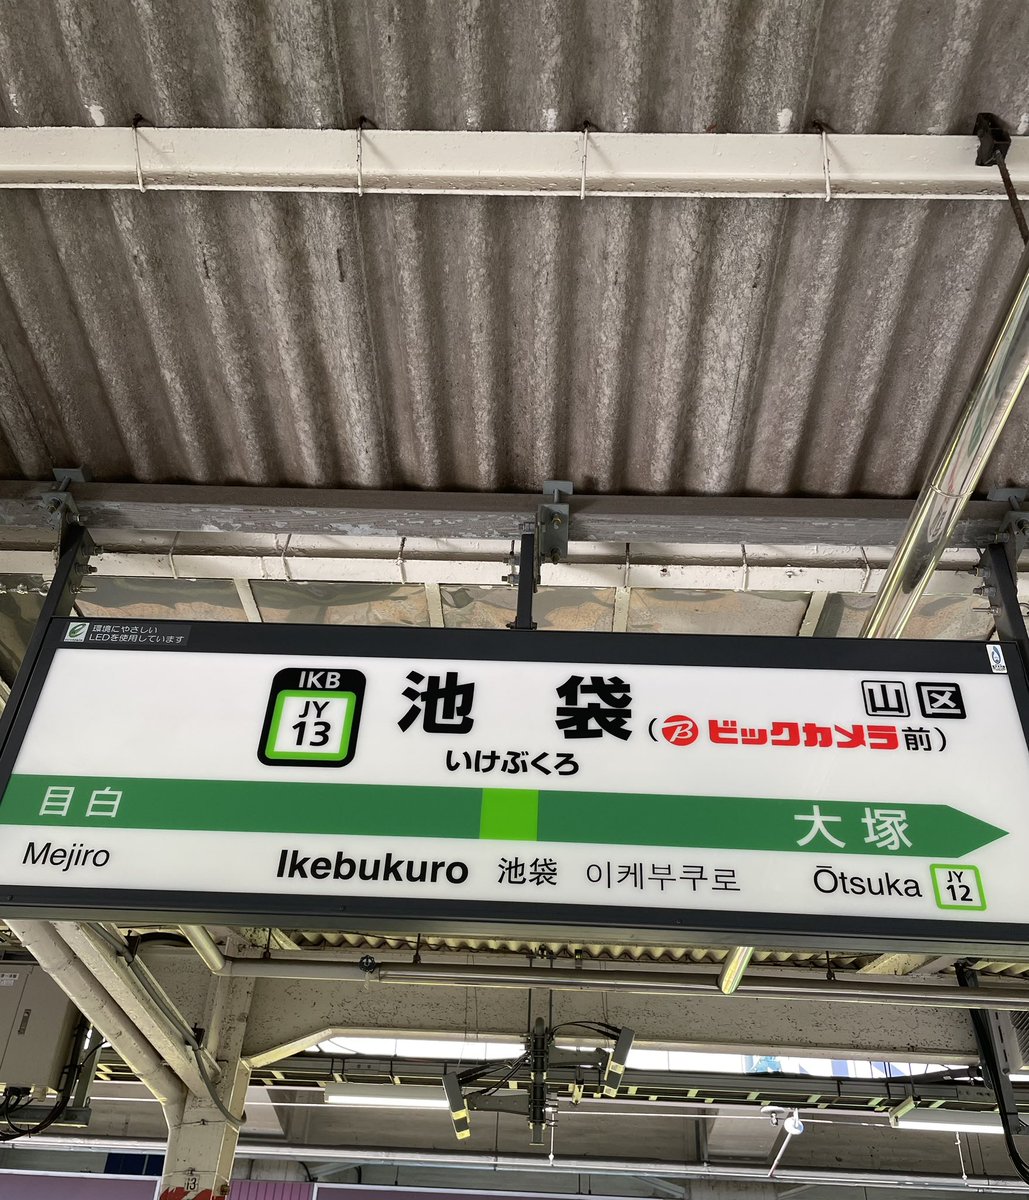 環境にやさしい
LEDを使用しています
IKB
JY
13
池袋
山 区
(ビックカメラ前)
いけぶくろ
目白
大塚
Mejiro
Ikebukuro 池袋 이케부쿠로
Ōtsuka
JY
12
13